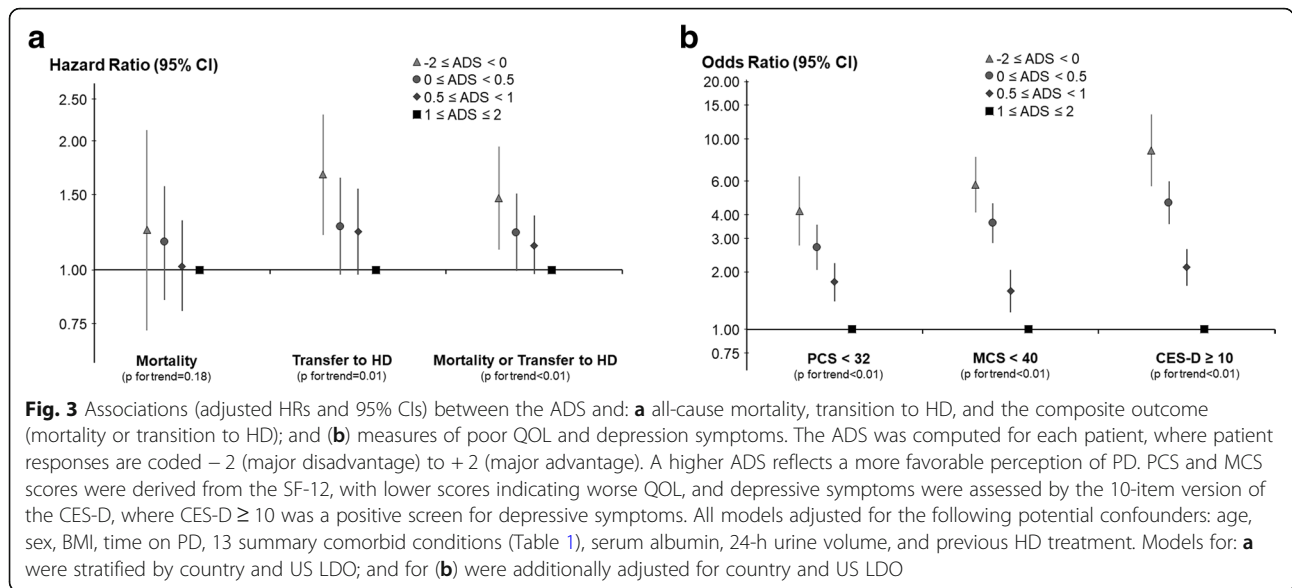 a
Hazard Ratio (95% CI)
-2 ≤ ADS < 0
0 ≤ ADS < 0.5
0.5 ≤ ADS < 1
1 ≤ ADS ≤ 2
2.50
2.00
1.50
1.00
0.75
Mortality
(p for trend=0.18)
Transfer to HD
(p for trend=0.01)
Mortality or Transfer to HD
(p for trend<0.01)
b
Odds Ratio (95% CI)
-2 ≤ ADS < 0
0 ≤ ADS < 0.5
0.5 ≤ ADS < 1
1 ≤ ADS ≤ 2
20.00
15.00
10.00
6.00
4.00
3.00
2.00
1.00
0.75
PCS < 32
(p for trend<0.01)
MCS < 40
(p for trend<0.01)
CES-D ≥ 10
(p for trend<0.01)
Fig. 3 Associations (adjusted HRs and 95% CIs) between the ADS and: a all-cause mortality, transition to HD, and the composite outcome
(mortality or transition to HD); and (b) measures of poor QOL and depression symptoms. The ADS was computed for each patient, where patient
responses are coded − 2 (major disadvantage) to + 2 (major advantage). A higher ADS reflects a more favorable perception of PD. PCS and MCS
scores were derived from the SF-12, with lower scores indicating worse QOL, and depressive symptoms were assessed by the 10-item version of
the CES-D, where CES-D ≥ 10 was a positive screen for depressive symptoms. All models adjusted for the following potential confounders: age,
sex, BMI, time on PD, 13 summary comorbid conditions (Table 1), serum albumin, 24-h urine volume, and previous HD treatment. Models for: a
were stratified by country and US LDO; and for (b) were additionally adjusted for country and US LDO